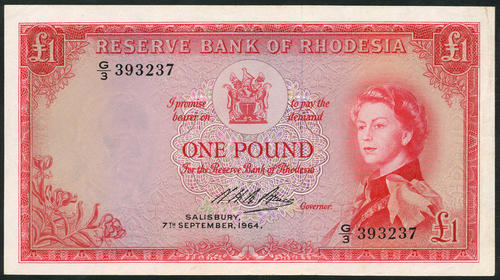 £1 RESERVE BANK OF RHODESIA £1
G/3 393237
I promise to pay the
bearer on demand
ONE POUND
For the Reserve Bank of Rhodesia
Governor.
SALISBURY,
7TH SEPTEMBER, 1964.
G/3 393237
£1